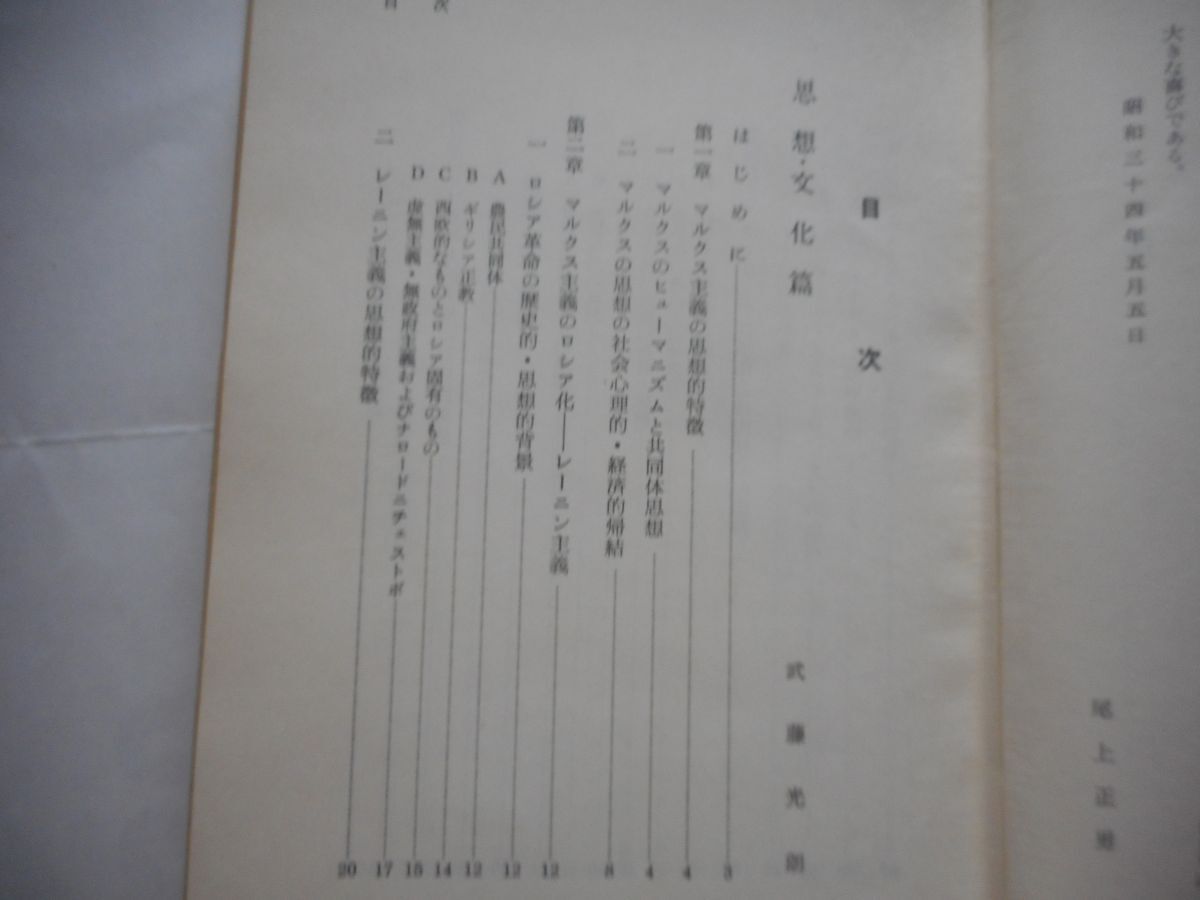 大きな喜びである。
昭和三十四年五月五日
尾上正男
目次
思想・文化篇
武藤光朗
はじめに 3
第一章 マルクス主義の思想的特徴 4
一 マルクスのヒューマニズムと共同体思想 4
二 マルクスの思想の社会心理的・経済的帰結 8
第二章 マルクス主義のロシア化――レーニン主義 12
一 ロシア革命の歴史的・思想的背景 12
A 農民共同体 12
B ギリシア正教 14
C 西欧的なものとロシア固有のもの 15
D 虚無主義・無政府主義およびナロードニチェストボ 17
二 レーニン主義の思想的特徴 20
目 次